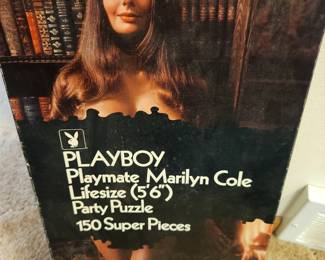 PLAYBOY
Playmate Marilyn Cole
Lifesize (5'6")
Party Puzzle
150 Super Pieces